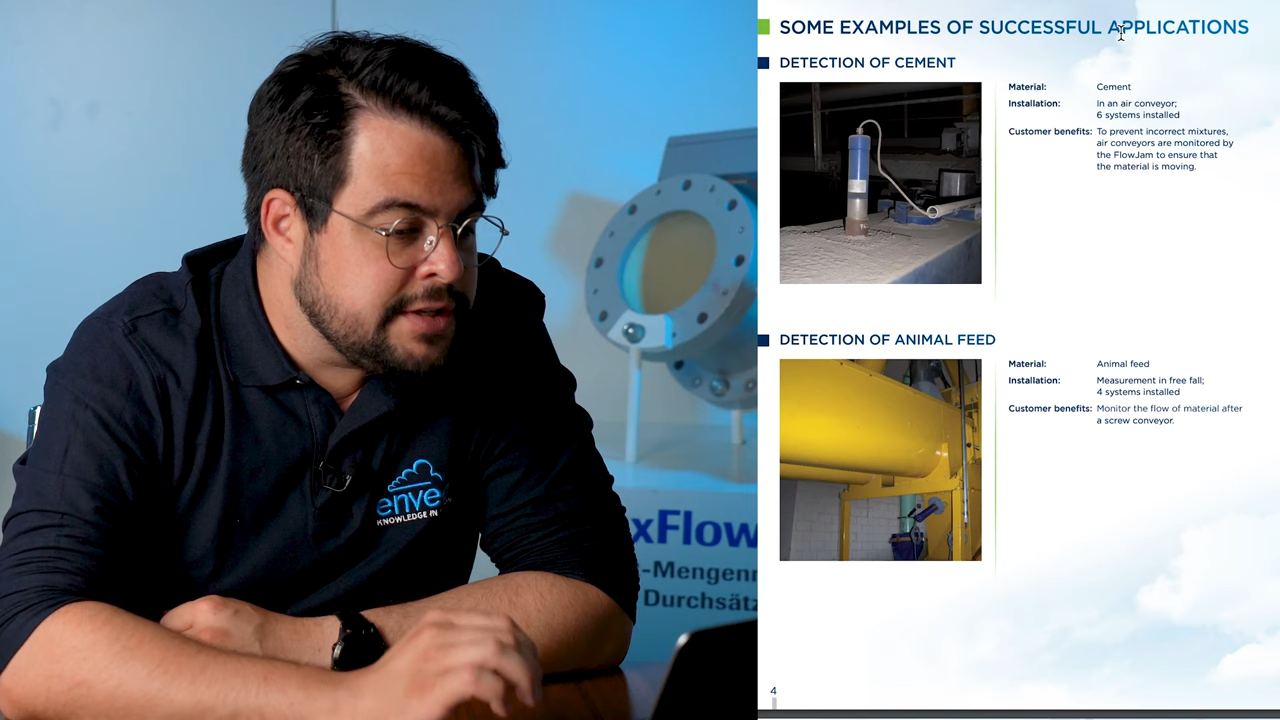 SOME EXAMPLES OF SUCCESSFUL APPLICATIONS
DETECTION OF CEMENT
Material: Cement
Installation: In an air conveyor;
6 systems installed
Customer benefits: To prevent incorrect mixtures,
air conveyors are monitored by
the FlowJam to ensure that
the material is moving.
DETECTION OF ANIMAL FEED
Material: Animal feed
Installation: Measurement in free fall;
4 systems installed
Customer benefits: Monitor the flow of material after
a screw conveyor.
4
enve
KNOWLEDGE IN
xFlow
-Mengenm
Durchsätz